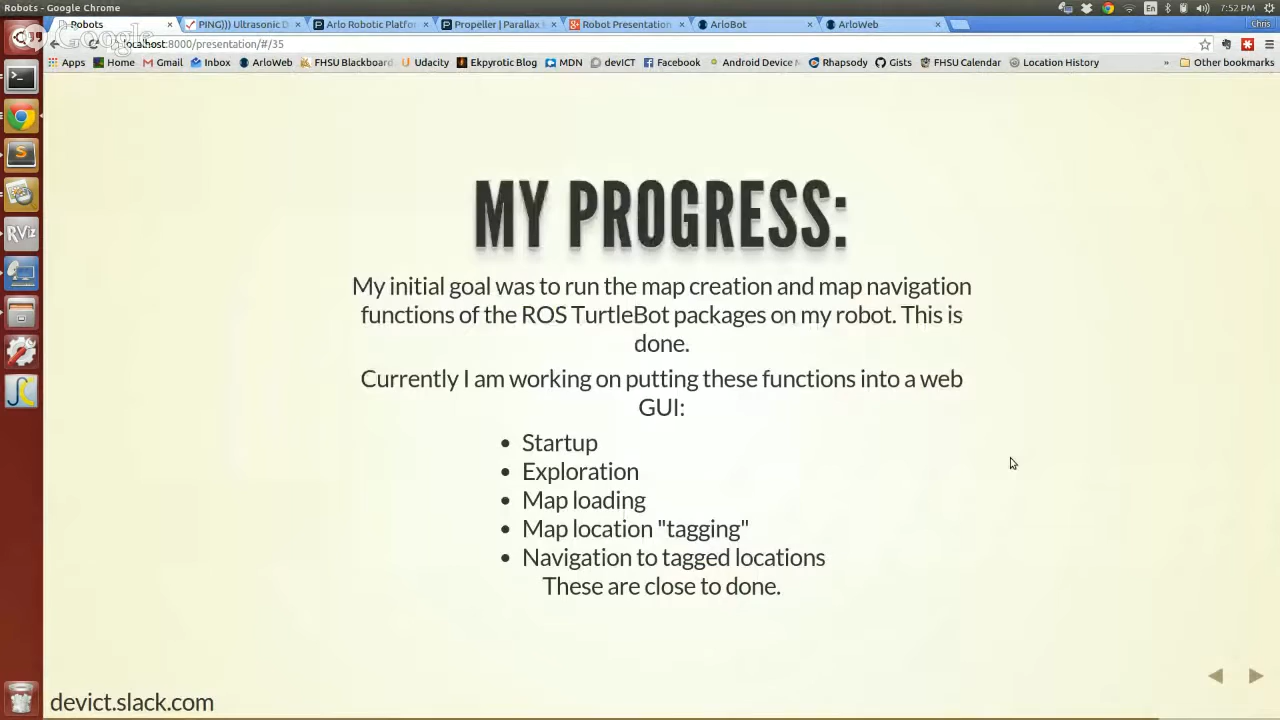 Robots - Google Chrome
En
7:52 PM
Robots
PING))) Ultrasonic D
Arlo Robotic Platfor
Propeller | Parallax
Robot Presentation
ArloBot
ArloWeb
Chris
Google
localhost:8000/presentation/#/35
Apps
Home
Gmail
Inbox
ArloWeb
FHSU Blackboard
Udacity
Ekpyrotic Blog
MDN
devICT
Facebook
Android Device M
Rhapsody
Gists
FHSU Calendar
Location History
»
Other bookmarks
MY PROGRESS:
My initial goal was to run the map creation and map navigation
functions of the ROS TurtleBot packages on my robot. This is
done.
Currently I am working on putting these functions into a web
GUI:
• Startup
• Exploration
• Map loading
• Map location "tagging"
• Navigation to tagged locations
These are close to done.
RViz
devict.slack.com